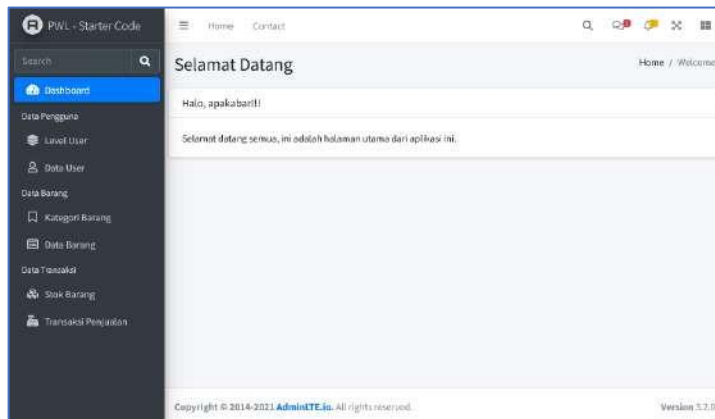 PWL - Starter Code
Home Contact
Search
Selamat Datang
Home / Welcome
Dashboard
Halo, apakabar!!!
Data Pengguna
Selamat datang semua, ini adalah halaman utama dari aplikasi ini.
Level User
Data User
Data Barang
Kategori Barang
Data Barang
Data Transaksi
Stok Barang
Transaksi Penjualan
Copyright © 2014-2021 AdminLTE.io. All rights reserved.
Version 3.2.0